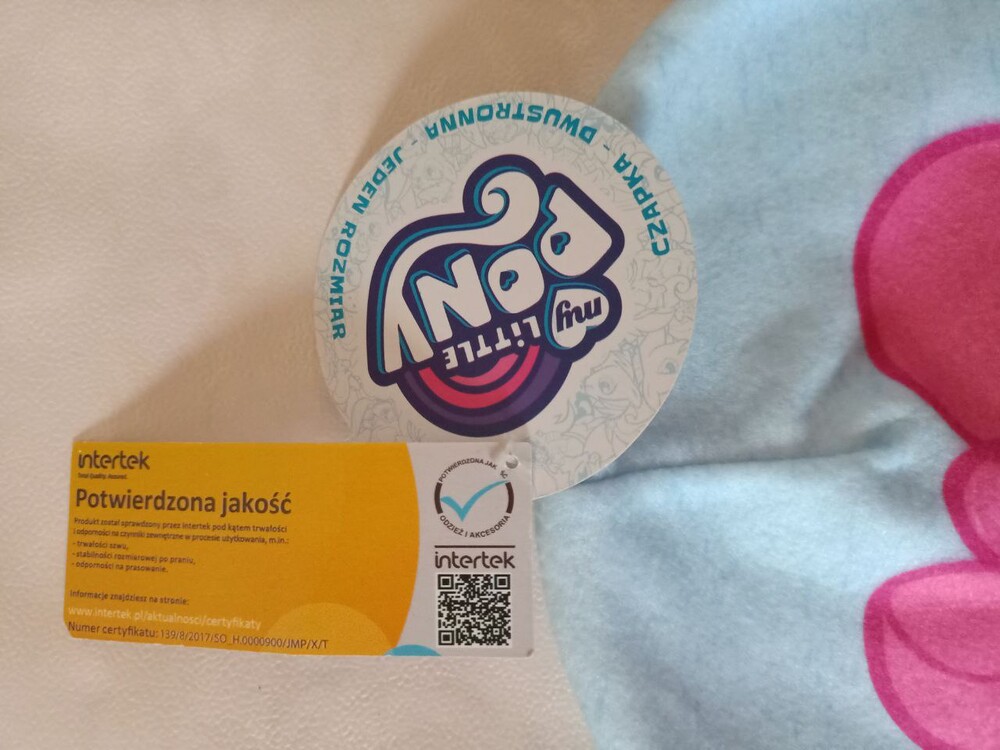 CZAPKA - DWUSTRONNA - JEDEN ROZMIAR
my
LiTTLE
PONY
intertek
Total Quality. Assured.
Potwierdzona jakość
Produkt został sprawdzony przez Intertek pod kątem trwałości
i odporności na czynniki zewnętrzne w procesie użytkowania, m.in.:
- trwałości szwu,
- stabilności rozmiarowej po praniu,
- odporności na prasowanie.
Informacje znajdziesz na stronie:
www.intertek.pl/aktualnosci/certyfikaty
Numer certyfikatu: 139/8/2017/SO_H.0000900/JMP/X/T
POTWIERDZONA JAK ŚĆ
ODZIEŻ I AKCESORIA
intertek